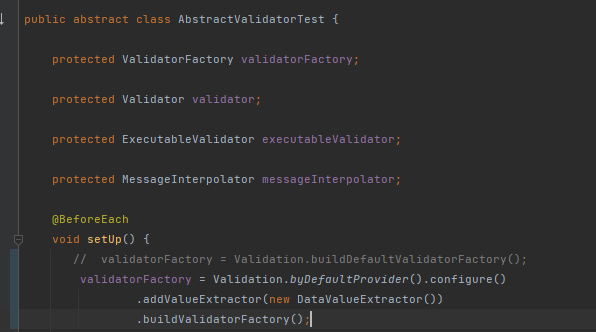 public abstract class AbstractValidatorTest {
protected ValidatorFactory validatorFactory;
protected Validator validator;
protected ExecutableValidator executableValidator;
protected MessageInterpolator messageInterpolator;
@BeforeEach
void setUp() {
//  validatorFactory = Validation.buildDefaultValidatorFactory();
validatorFactory = Validation.byDefaultProvider().configure()
.addValueExtractor(new DataValueExtractor())
.buildValidatorFactory();